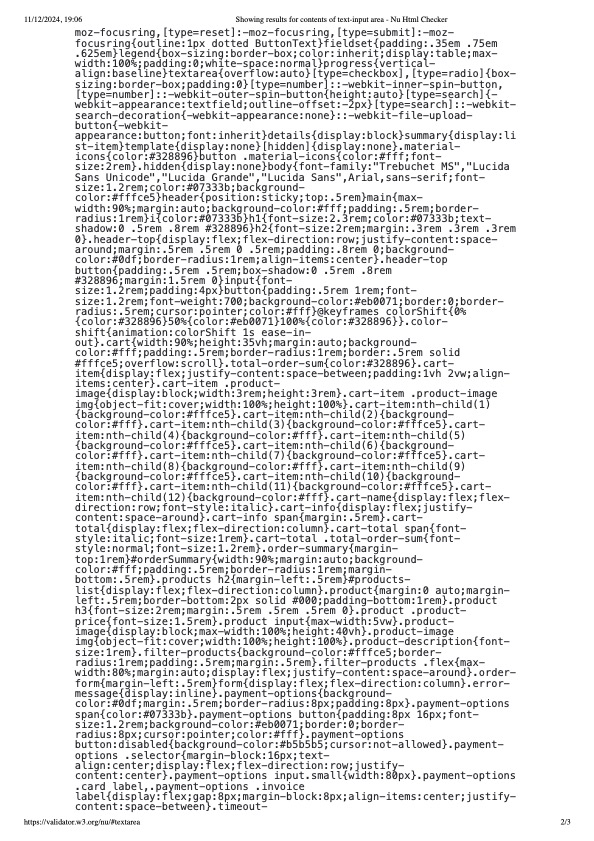 11/12/2024, 19:06
Showing results for contents of text-input area - Nu Html Checker
moz-focusring,[type=reset]:-moz-focusring,[type=submit]:-moz-
focusring{outline:1px dotted ButtonText}fieldset{padding:.35em .75em
.625em}legend{box-sizing:border-box;color:inherit;display:table;max-
width:100%;padding:0;white-space:normal}progress{vertical-
align:baseline}textarea{overflow:auto}[type=checkbox],[type=radio]{box-
sizing:border-box;padding:0}[type=number]::-webkit-inner-spin-button,
[type=number]::-webkit-outer-spin-button{height:auto}[type=search]{-
webkit-appearance:textfield;outline-offset:-2px}[type=search]::-webkit-
search-decoration{-webkit-appearance:none}::-webkit-file-upload-
button{-webkit-
appearance:button;font:inherit}details{display:block}summary{display:li
st-item}template{display:none}[hidden]{display:none}.material-
icons{color:#328896}button .material-icons{color:#fff;font-
size:2rem}.hidden{display:none}body{font-family:"Trebuchet MS","Lucida
Sans Unicode","Lucida Grande","Lucida Sans",Arial,sans-serif;font-
size:1.2rem;color:#07333b;background-
color:#fffce5}header{position:sticky;top:.5rem}main{max-
width:90%;margin:auto;background-color:#fff;padding:.5rem;border-
radius:1rem}i{color:#07333b}h1{font-size:2.3rem;color:#07333b;text-
shadow:0 .5rem .8rem #328896}h2{font-size:2rem;margin:.3rem .3rem .3rem
0}.header-top{display:flex;flex-direction:row;justify-content:space-
around;margin:.5rem .5rem 0 .5rem;padding:.8rem 0;background-
color:#0df;border-radius:1rem;align-items:center}.header-top
button{padding:.5rem .5rem;box-shadow:0 .5rem .8rem
#328896;margin:1.5rem 0}input{font-
size:1.2rem;padding:4px}button{padding:.5rem 1rem;font-
size:1.2rem;font-weight:700;background-color:#eb0071;border:0;border-
radius:.5rem;cursor:pointer;color:#fff}@keyframes colorShift{0%
{color:#328896}50%{color:#eb0071}100%{color:#328896}}.color-
shift{animation:colorShift 1s ease-in-
out}.cart{width:90%;height:35vh;margin:auto;background-
color:#fff;padding:.5rem;border-radius:1rem;border:.5rem solid
#fffce5;overflow:scroll}.total-order-sum{color:#328896}.cart-
item{display:flex;justify-content:space-between;padding:1vh 2vw;align-
items:center}.cart-item .product-
image{display:block;width:3rem;height:3rem}.cart-item .product-image
img{object-fit:cover;width:100%;height:100%}.cart-item:nth-child(1)
{background-color:#fffce5}.cart-item:nth-child(2){background-
color:#fff}.cart-item:nth-child(3){background-color:#fffce5}.cart-
item:nth-child(4){background-color:#fff}.cart-item:nth-child(5)
{background-color:#fffce5}.cart-item:nth-child(6){background-
color:#fff}.cart-item:nth-child(7){background-color:#fffce5}.cart-
item:nth-child(8){background-color:#fff}.cart-item:nth-child(9)
{background-color:#fffce5}.cart-item:nth-child(10){background-
color:#fff}.cart-item:nth-child(11){background-color:#fffce5}.cart-
item:nth-child(12){background-color:#fff}.cart-name{display:flex;flex-
direction:row;font-style:italic}.cart-info{display:flex;justify-
content:space-around}.cart-info span{margin:.5rem}.cart-
total{display:flex;flex-direction:column}.cart-total span{font-
style:italic;font-size:1rem}.cart-total .total-order-sum{font-
style:normal;font-size:1.2rem}.order-summary{margin-
top:1rem}#orderSummary{width:90%;margin:auto;background-
color:#fff;padding:.5rem;border-radius:1rem;margin-
bottom:.5rem}.products h2{margin-left:.5rem}#products-
list{display:flex;flex-direction:column}.product{margin:0 auto;margin-
left:.5rem;border-bottom:2px solid #000;padding-bottom:1rem}.product
h3{font-size:2rem;margin:.5rem .5rem .5rem 0}.product .product-
price{font-size:1.5rem}.product input{max-width:5vw}.product-
image{display:block;max-width:100%;height:40vh}.product-image
img{object-fit:cover;width:100%;height:100%}.product-description{font-
size:1rem}.filter-products{background-color:#fffce5;border-
radius:1rem;padding:.5rem;margin:.5rem}.filter-products .flex{max-
width:80%;margin:auto;display:flex;justify-content:space-around}.order-
form{margin-left:.5rem}form{display:flex;flex-direction:column}.error-
message{display:inline}.payment-options{background-
color:#0df;margin:.5rem;border-radius:8px;padding:8px}.payment-options
span{color:#07333b}.payment-options button{padding:8px 16px;font-
size:1.2rem;background-color:#eb0071;border:0;border-
radius:8px;cursor:pointer;color:#fff}.payment-options
button:disabled{background-color:#b5b5b5;cursor:not-allowed}.payment-
options .selector{margin-block:16px;text-
align:center;display:flex;flex-direction:row;justify-
content:center}.payment-options input.small{width:80px}.payment-options
.card label,.payment-options .invoice
label{display:flex;gap:8px;margin-block:8px;align-items:center;justify-
content:space-between}.timeout-
https://validator.w3.org/nu/#textarea
2/3